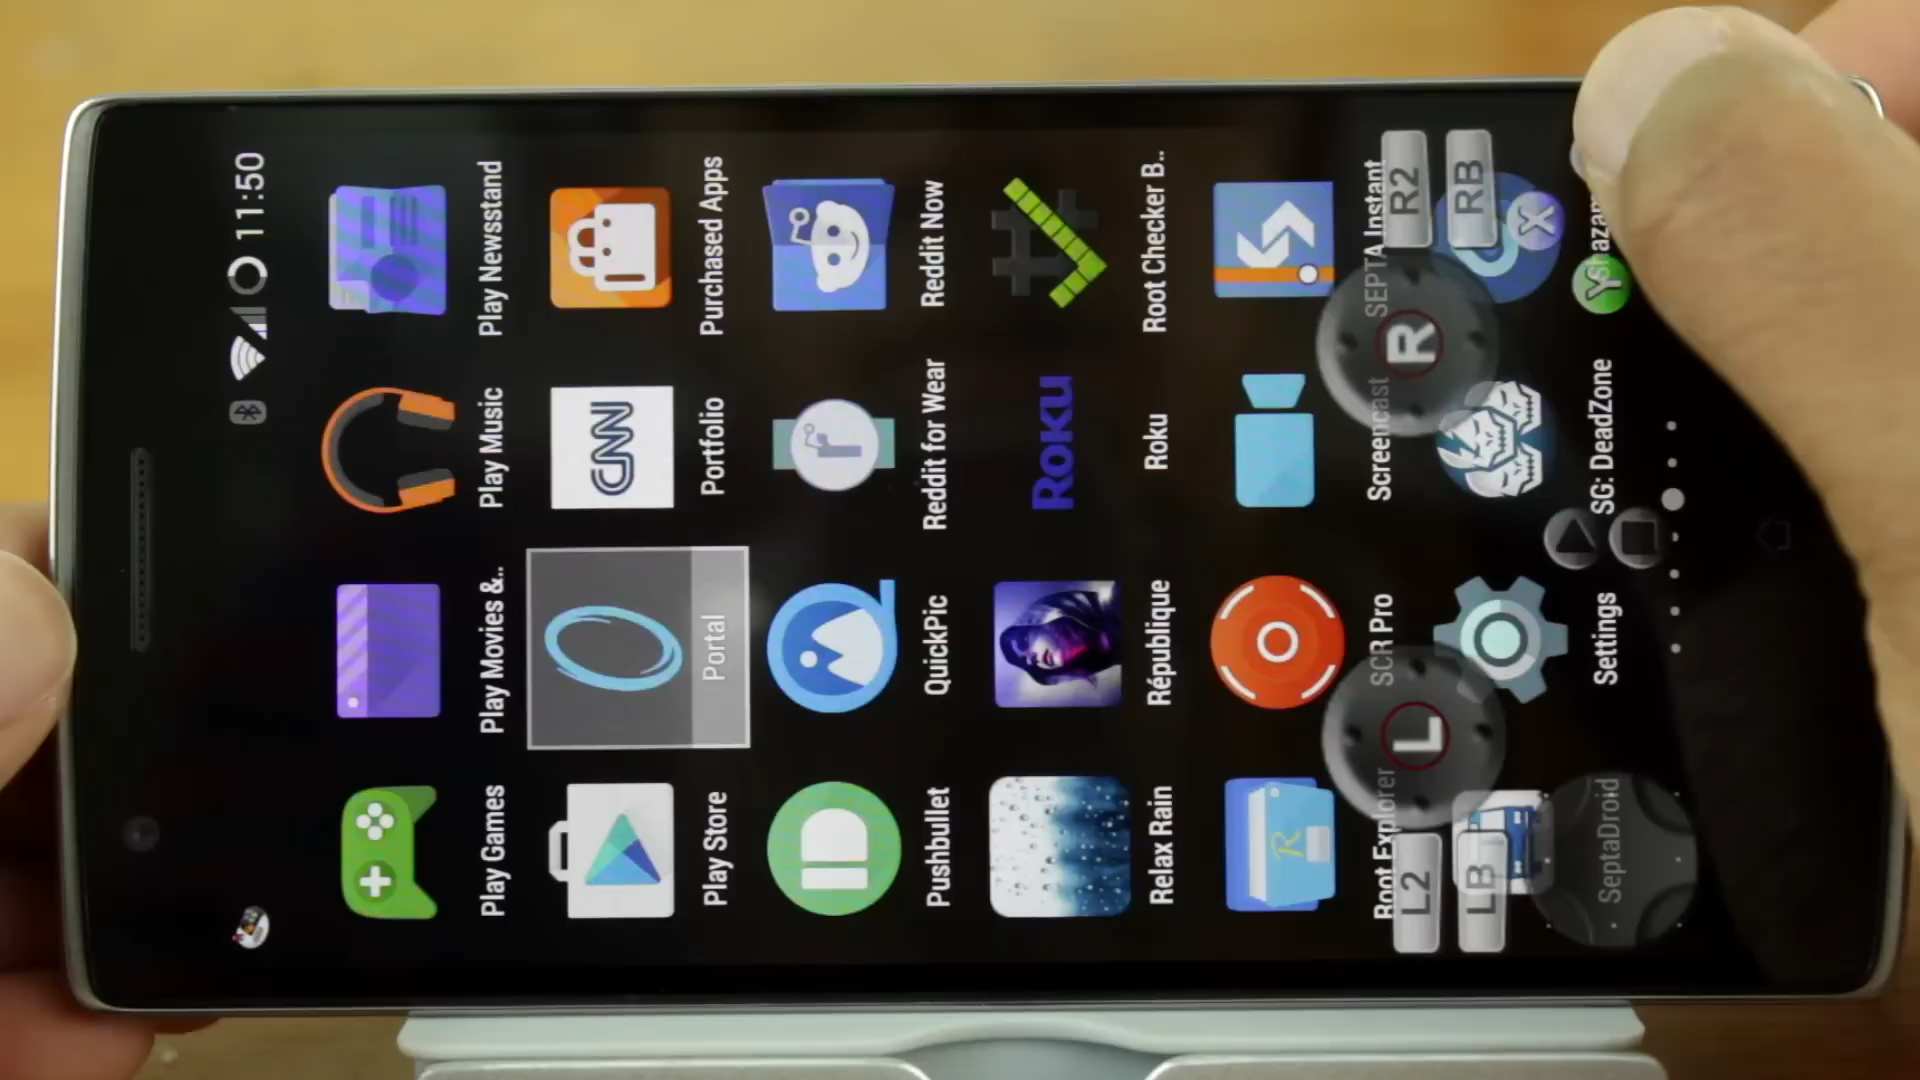 11:50
Play Games
Play Movies &..
Play Music
Play Newsstand
Play Store
Portal
CNN
Portfolio
Purchased Apps
Pushbullet
QuickPic
Reddit for Wear
Reddit Now
Relax Rain
République
ROKU
Roku
Root Checker B..
R
Root Explorer
SCR Pro
Screencast
SEPTA Instant
SeptaDroid
Settings
SG: DeadZone
L2
LB
L
R
R2
RB
X
Y